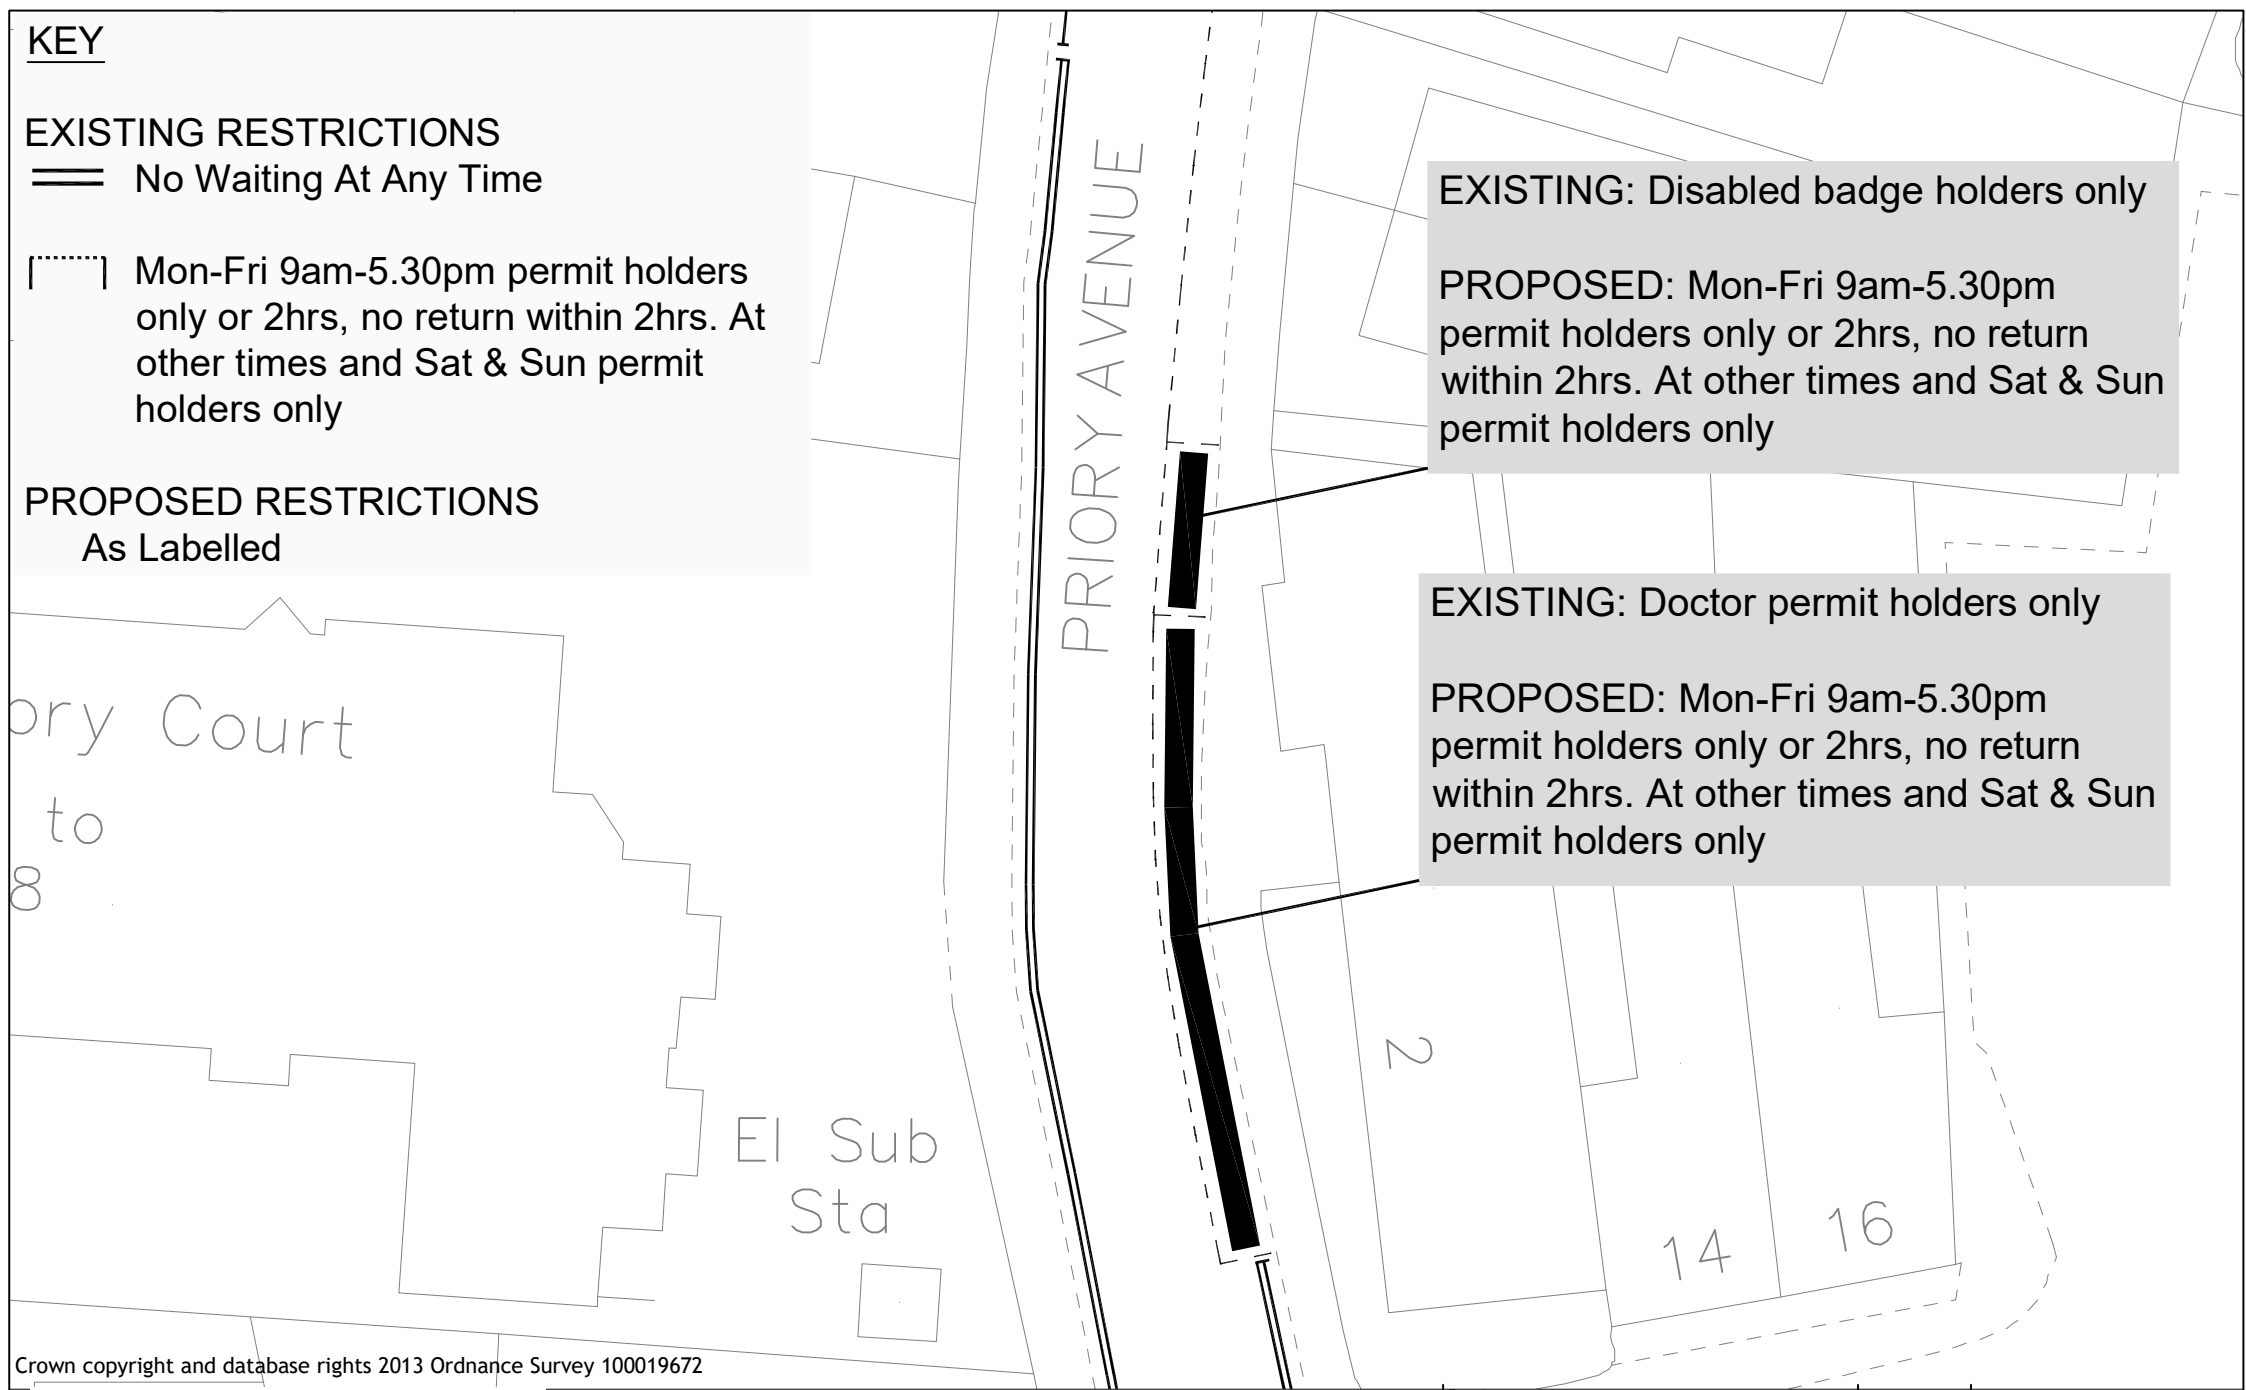 KEY
EXISTING RESTRICTIONS
No Waiting At Any Time
Mon-Fri 9am-5.30pm permit holders
only or 2hrs, no return within 2hrs. At
other times and Sat & Sun permit
holders only
PROPOSED RESTRICTIONS
As Labelled
PRIORY AVENUE
EXISTING: Disabled badge holders only
PROPOSED: Mon-Fri 9am-5.30pm
permit holders only or 2hrs, no return
within 2hrs. At other times and Sat & Sun
permit holders only
EXISTING: Doctor permit holders only
PROPOSED: Mon-Fri 9am-5.30pm
permit holders only or 2hrs, no return
within 2hrs. At other times and Sat & Sun
permit holders only
ory Court
to
8
El Sub
Sta
2
14
16
Crown copyright and database rights 2013 Ordnance Survey 100019672